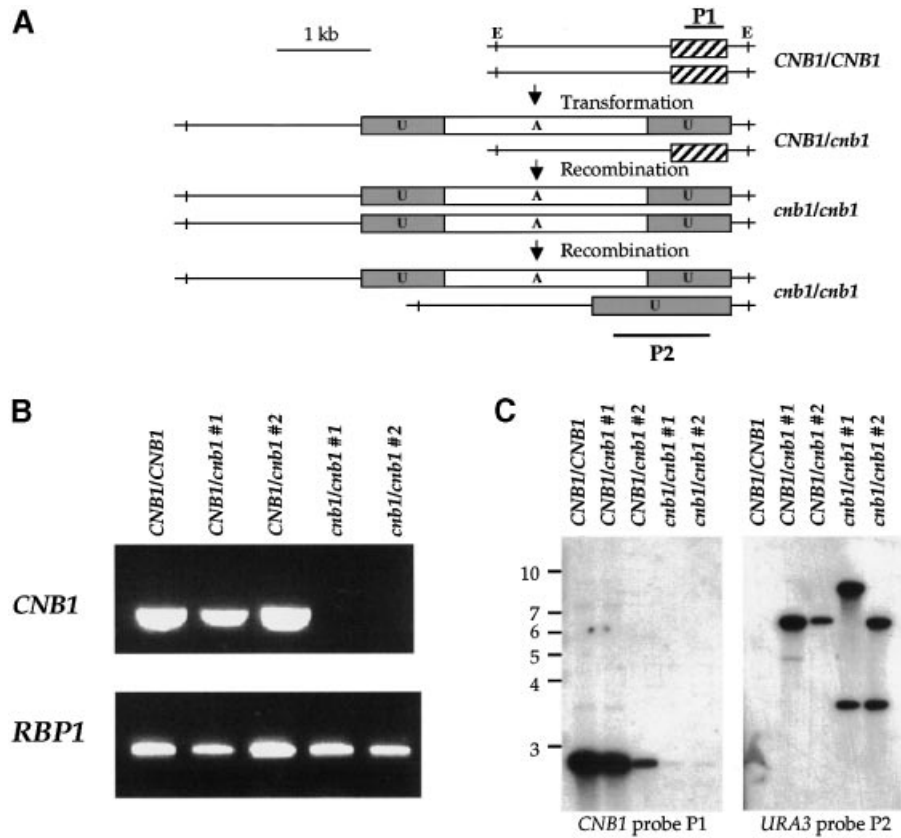 A
1 kb
P1
E E
CNB1/CNB1
Transformation
U A U
CNB1/cnb1
Recombination
U A U
cnb1/cnb1
A
Recombination
U U
U A U
cnb1/cnb1
U
P2
B
CNB1/CNB1
CNB1/cnb1 #1
CNB1/cnb1 #2
cnb1/cnb1 #1
cnb1/cnb1 #2
CNB1
RBP1
C
CNB1/CNB1
CNB1/cnb1 #1
CNB1/cnb1 #2
cnb1/cnb1 #1
cnb1/cnb1 #2
CNB1/CNB1
CNB1/cnb1 #1
CNB1/cnb1 #2
cnb1/cnb1 #1
cnb1/cnb1 #2
10
7
6
5
4
3
CNB1 probe P1
URA3 probe P2